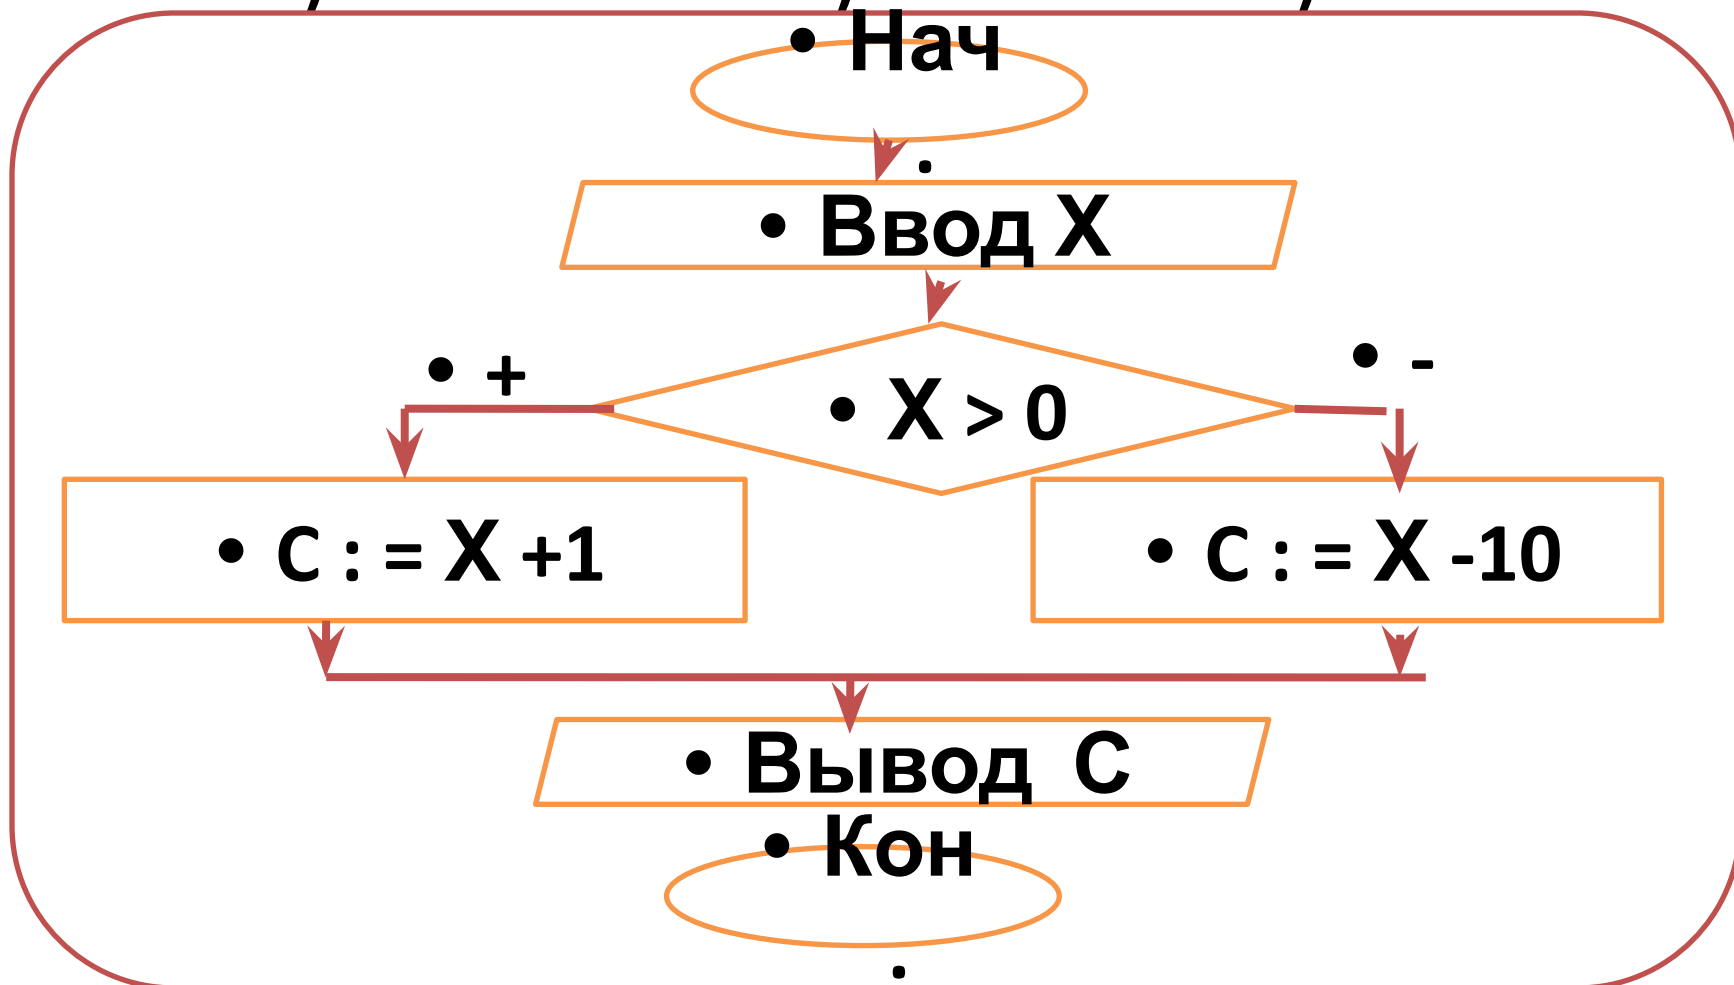 • Нач
.
• Ввод X
• +
• -
• X > 0
• C : = X +1
• C : = X -10
• Вывод C
• Кон
.